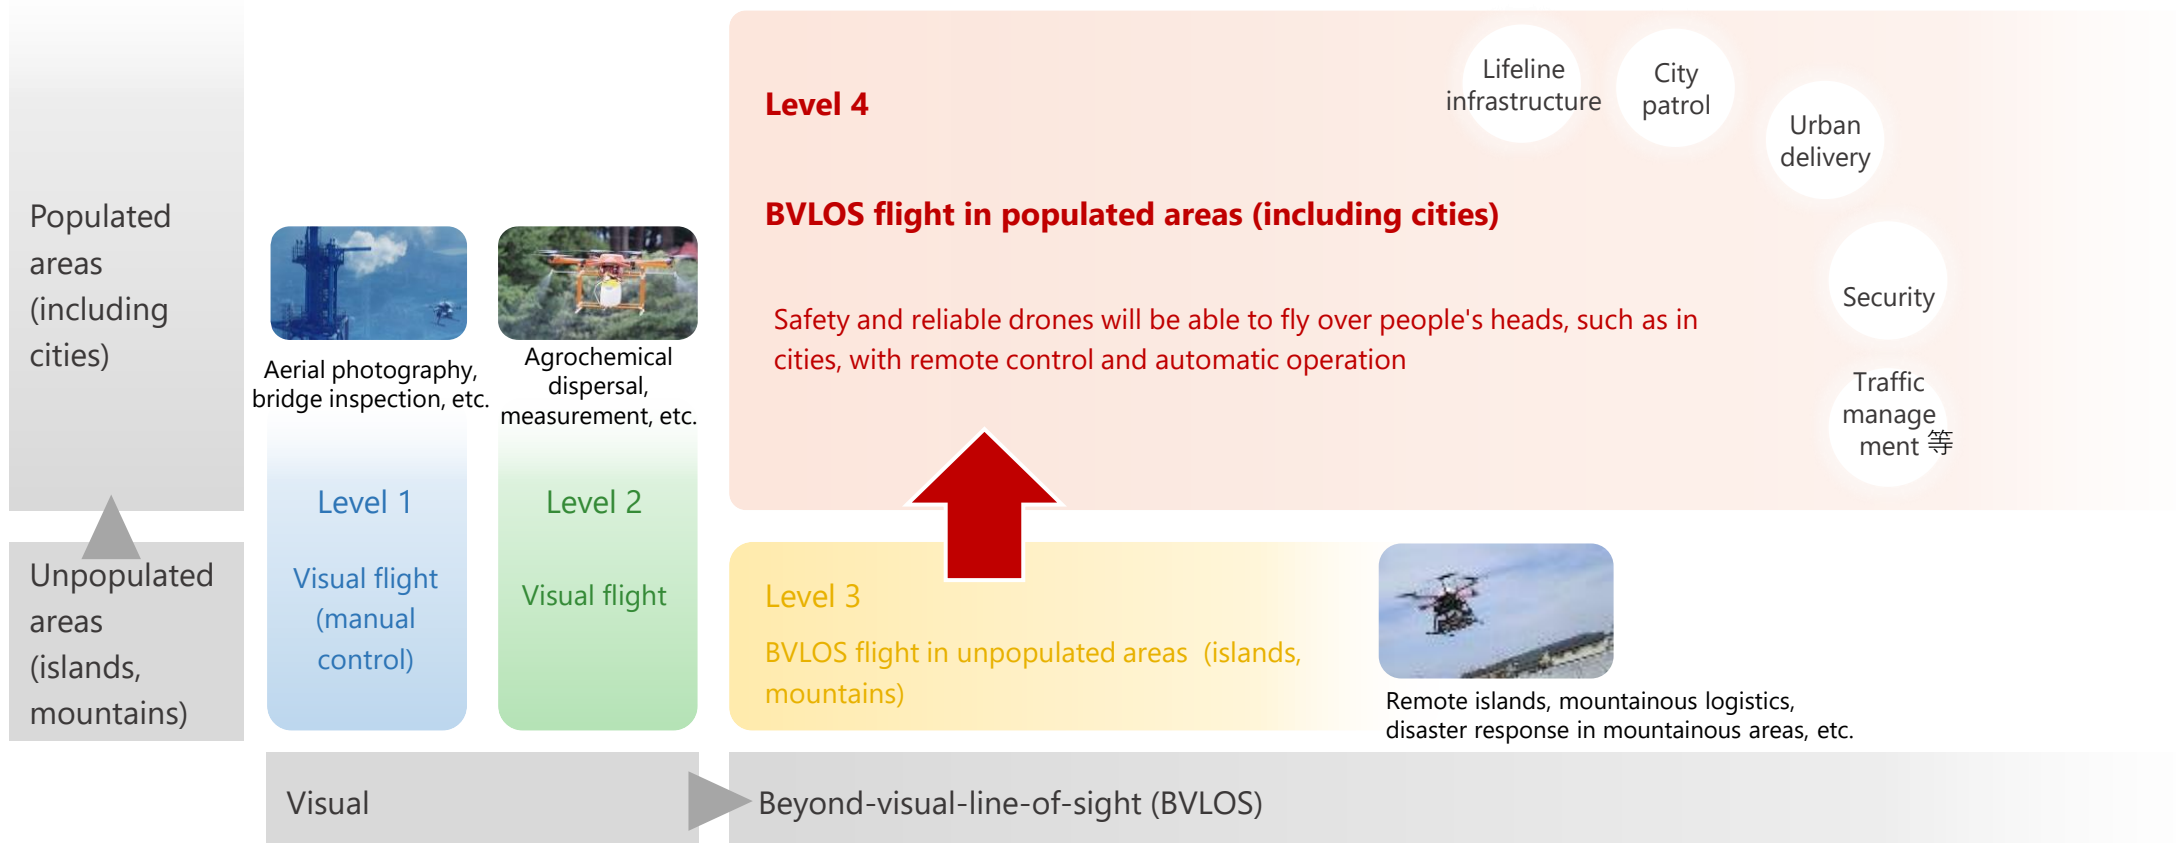 Populated
areas
(including
cities)
Unpopulated
areas
(islands,
mountains)
Aerial photography,
bridge inspection, etc.
Level 1
Visual flight
(manual
control)
Agrochemical
dispersal,
measurement, etc.
Level 2
Visual flight
Level 4
BVLOS flight in populated areas (including cities)
Safety and reliable drones will be able to fly over people's heads, such as in
cities, with remote control and automatic operation
Lifeline
infrastructure
City
patrol
Urban
delivery
Security
Traffic
manage
ment 等
Level 3
BVLOS flight in unpopulated areas (islands,
mountains)
Remote islands, mountainous logistics,
disaster response in mountainous areas, etc.
Visual
Beyond-visual-line-of-sight (BVLOS)